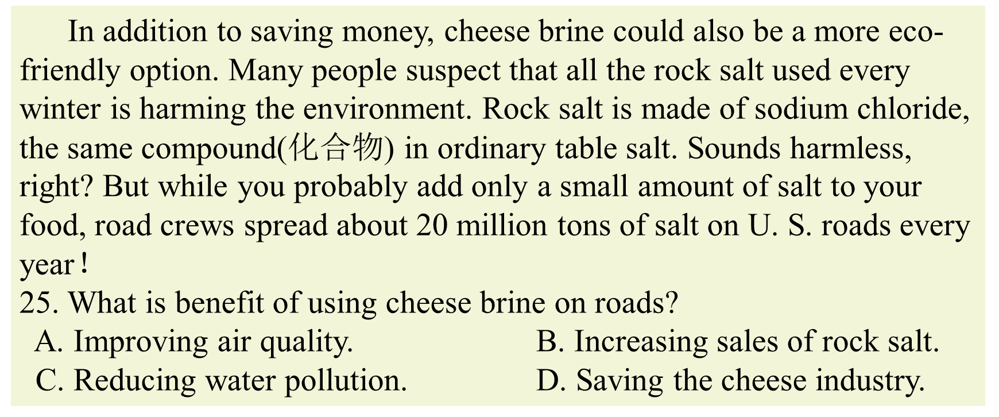 In addition to saving money, cheese brine could also be a more eco-
friendly option. Many people suspect that all the rock salt used every
winter is harming the environment. Rock salt is made of sodium chloride,
the same compound(化合物) in ordinary table salt. Sounds harmless,
right? But while you probably add only a small amount of salt to your
food, road crews spread about 20 million tons of salt on U. S. roads every
year!
25. What is benefit of using cheese brine on roads?
A. Improving air quality. B. Increasing sales of rock salt.
C. Reducing water pollution. D. Saving the cheese industry.